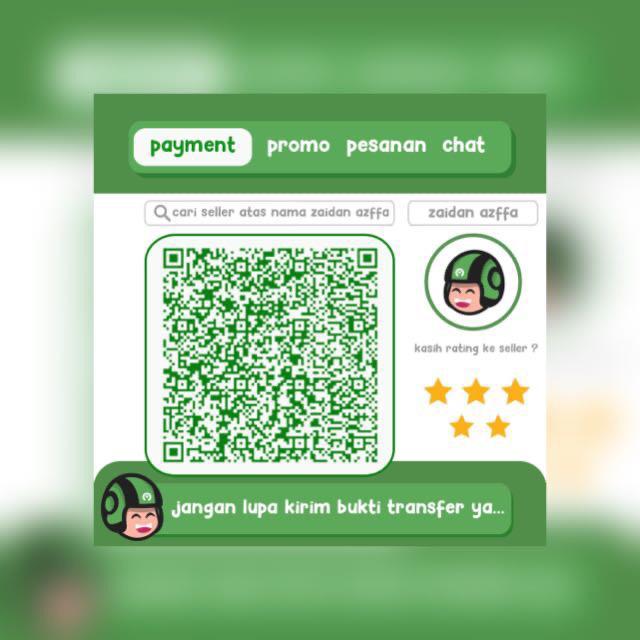 payment promo pesanan chat
cari seller atas nama zaidan azffa
zaidan azffa
kasih rating ke seller ?
jangan lupa kirim bukti transfer ya...